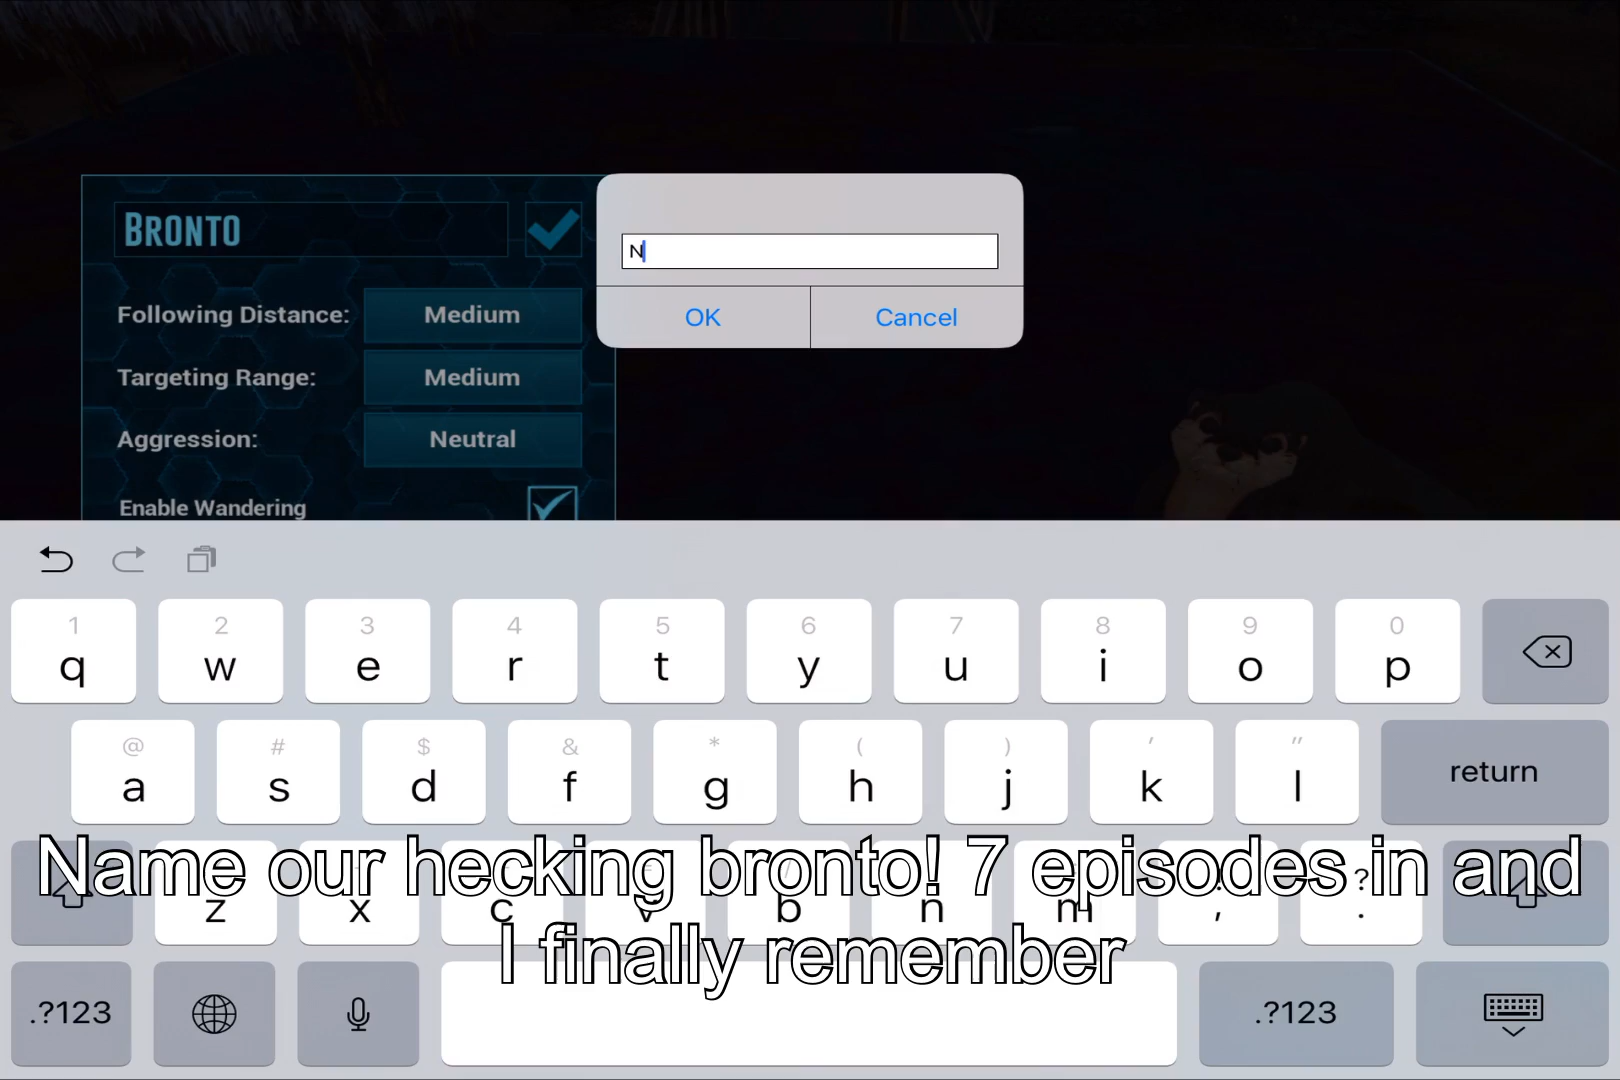 BRONTO
N
OK Cancel
Following Distance: Medium
Targeting Range: Medium
Aggression: Neutral
Enable Wandering
1 2 3 4 5 6 7 8 9 0
q w e r t y u i o p
@ # $ & * ( ) ' "
a s d f g h j k l return
Name our hecking bronto! 7 episodes in and
z x c v b n m , .
I finally remember
.?123 .?123